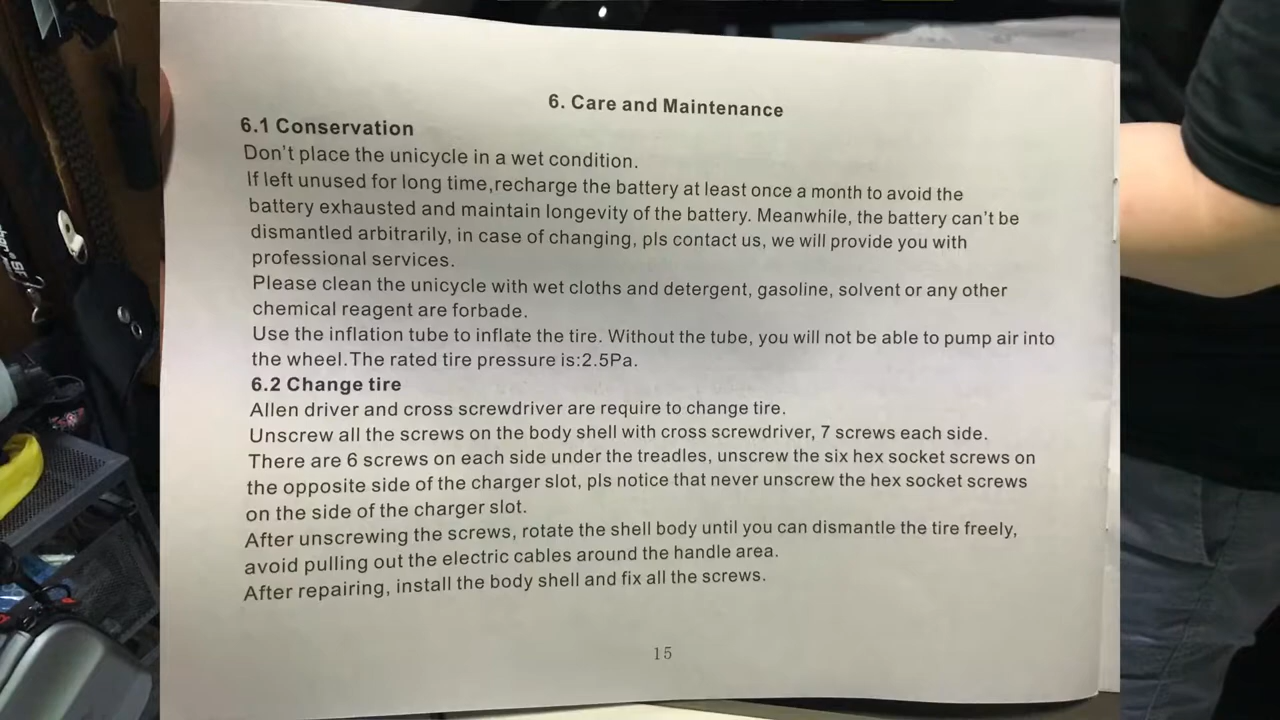 6. Care and Maintenance
6.1 Conservation
Don't place the unicycle in a wet condition.
If left unused for long time,recharge the battery at least once a month to avoid the
battery exhausted and maintain longevity of the battery. Meanwhile, the battery can't be
dismantled arbitrarily, in case of changing, pls contact us, we will provide you with
professional services.
Please clean the unicycle with wet cloths and detergent, gasoline, solvent or any other
chemical reagent are forbade.
Use the inflation tube to inflate the tire. Without the tube, you will not be able to pump air into
the wheel.The rated tire pressure is:2.5Pa.
6.2 Change tire
Allen driver and cross screwdriver are require to change tire.
Unscrew all the screws on the body shell with cross screwdriver, 7 screws each side.
There are 6 screws on each side under the treadles, unscrew the six hex socket screws on
the opposite side of the charger slot, pls notice that never unscrew the hex socket screws
on the side of the charger slot.
After unscrewing the screws, rotate the shell body until you can dismantle the tire freely,
avoid pulling out the electric cables around the handle area.
After repairing, install the body shell and fix all the screws.
15